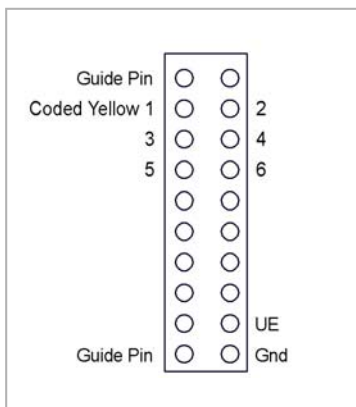 Guide Pin
Coded Yellow 1 2
3 4
5 6
UE
Guide Pin Gnd